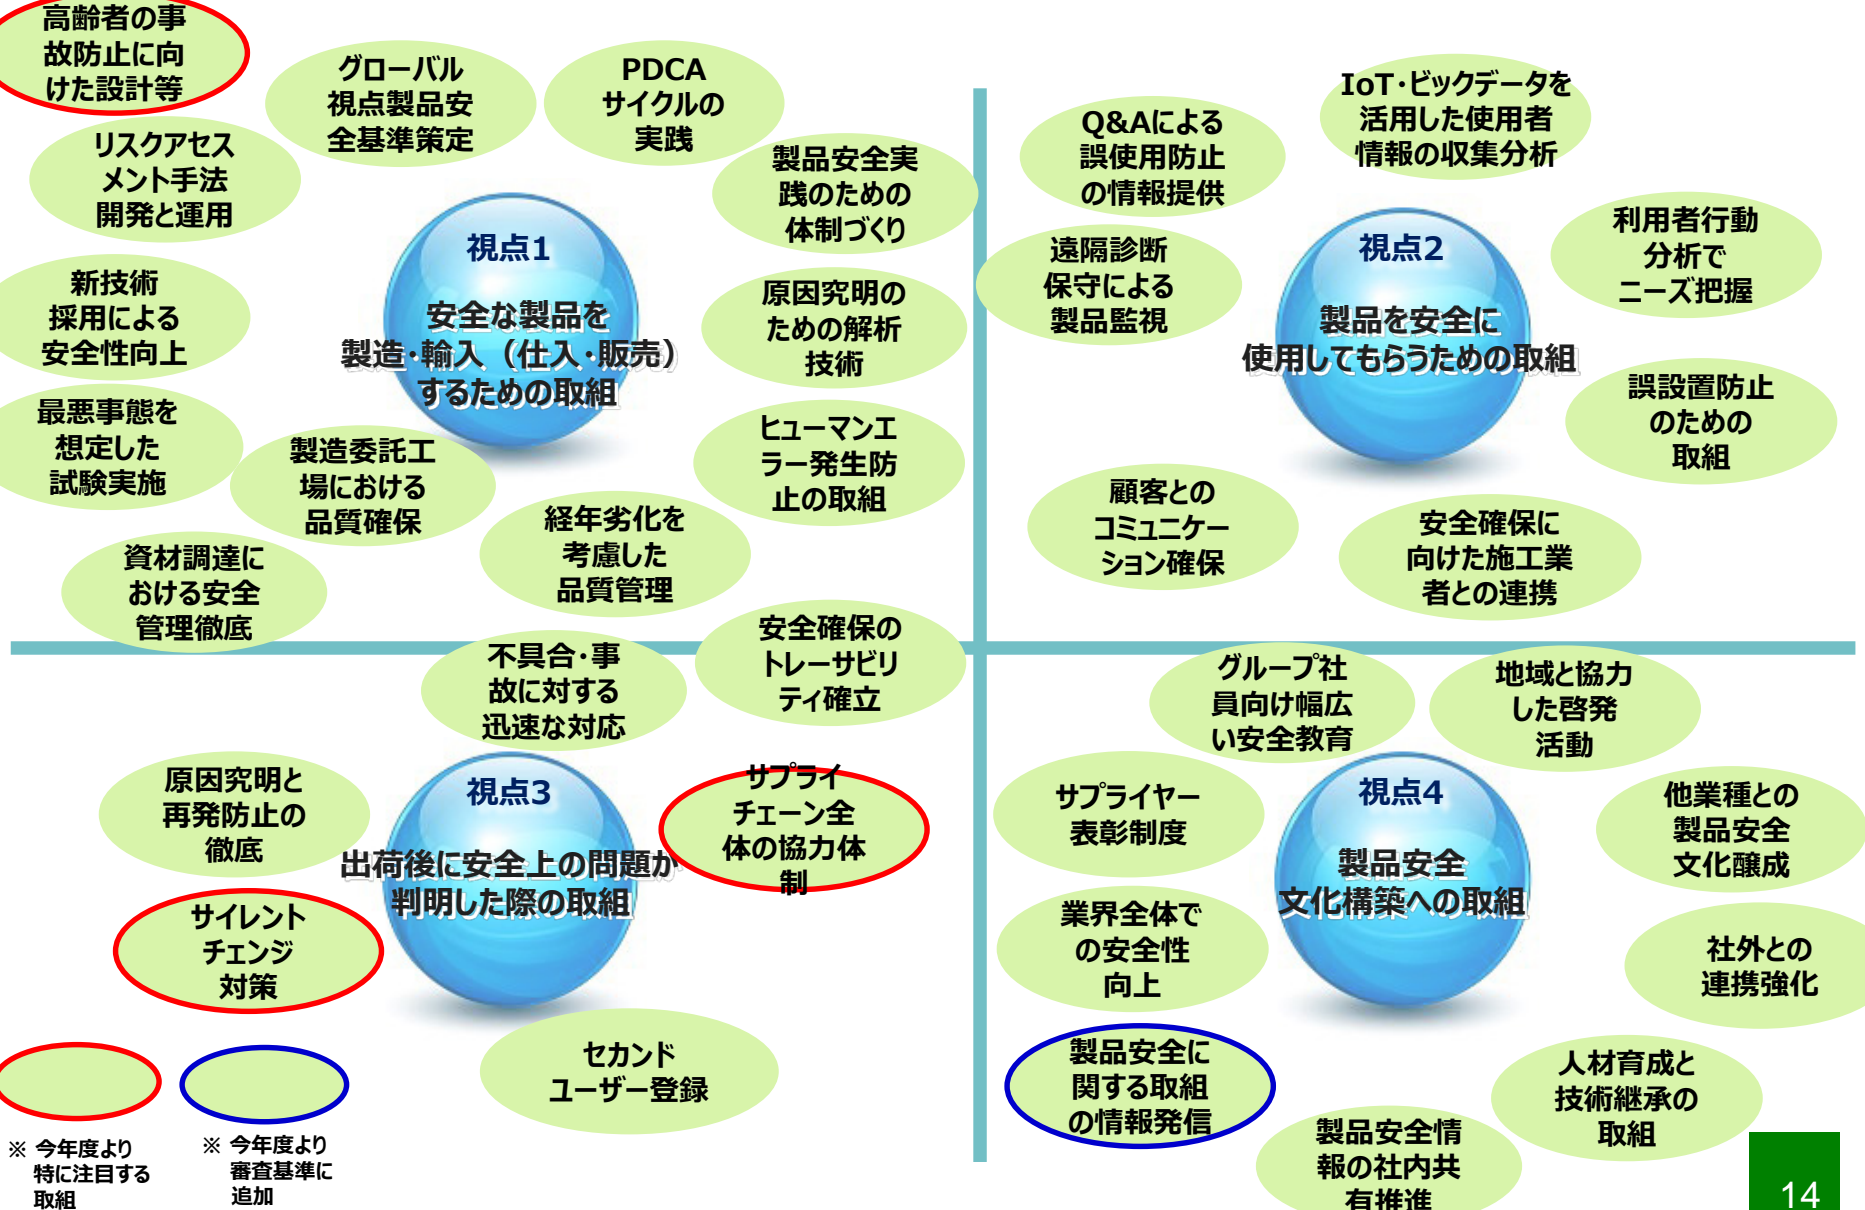 高齢者の事
故防止に向
けた設計等
グローバル
視点製品安
全基準策定
PDCA
サイクルの
実践
リスクアセス
メント手法
開発と運用
製品安全実
践のための
体制づくり
視点1
安全な製品を
製造・輸入（仕入・販売）
するための取組
新技術
採用による
安全性向上
原因究明の
ための解析
技術
最悪事態を
想定した
試験実施
製造委託工
場における
品質確保
ヒューマンエ
ラー発生防
止の取組
経年劣化を
考慮した
品質管理
資材調達に
おける安全
管理徹底
Q&Aによる
誤使用防止
の情報提供
IoT・ビックデータを
活用した使用者
情報の収集分析
遠隔診断
保守による
製品監視
視点2
製品を安全に
使用してもらうための取組
利用者行動
分析で
ニーズ把握
誤設置防止
のための
取組
顧客との
コミュニケー
ション確保
安全確保に
向けた施工業
者との連携
不具合・事
故に対する
迅速な対応
安全確保の
トレーサビリ
ティ確立
原因究明と
再発防止の
徹底
視点3
出荷後に安全上の問題が
判明した際の取組
サプライ
チェーン全
体の協力体
制
サイレント
チェンジ
対策
セカンド
ユーザー登録
グループ社
員向け幅広
い安全教育
地域と協力
した啓発
活動
サプライヤー
表彰制度
視点4
製品安全
文化構築への取組
他業種との
製品安全
文化醸成
業界全体で
の安全性
向上
社外との
連携強化
製品安全に
関する取組
の情報発信
人材育成と
技術継承の
取組
製品安全情
報の社内共
有推進
※ 今年度より
特に注目する
取組
※ 今年度より
審査基準に
追加
14